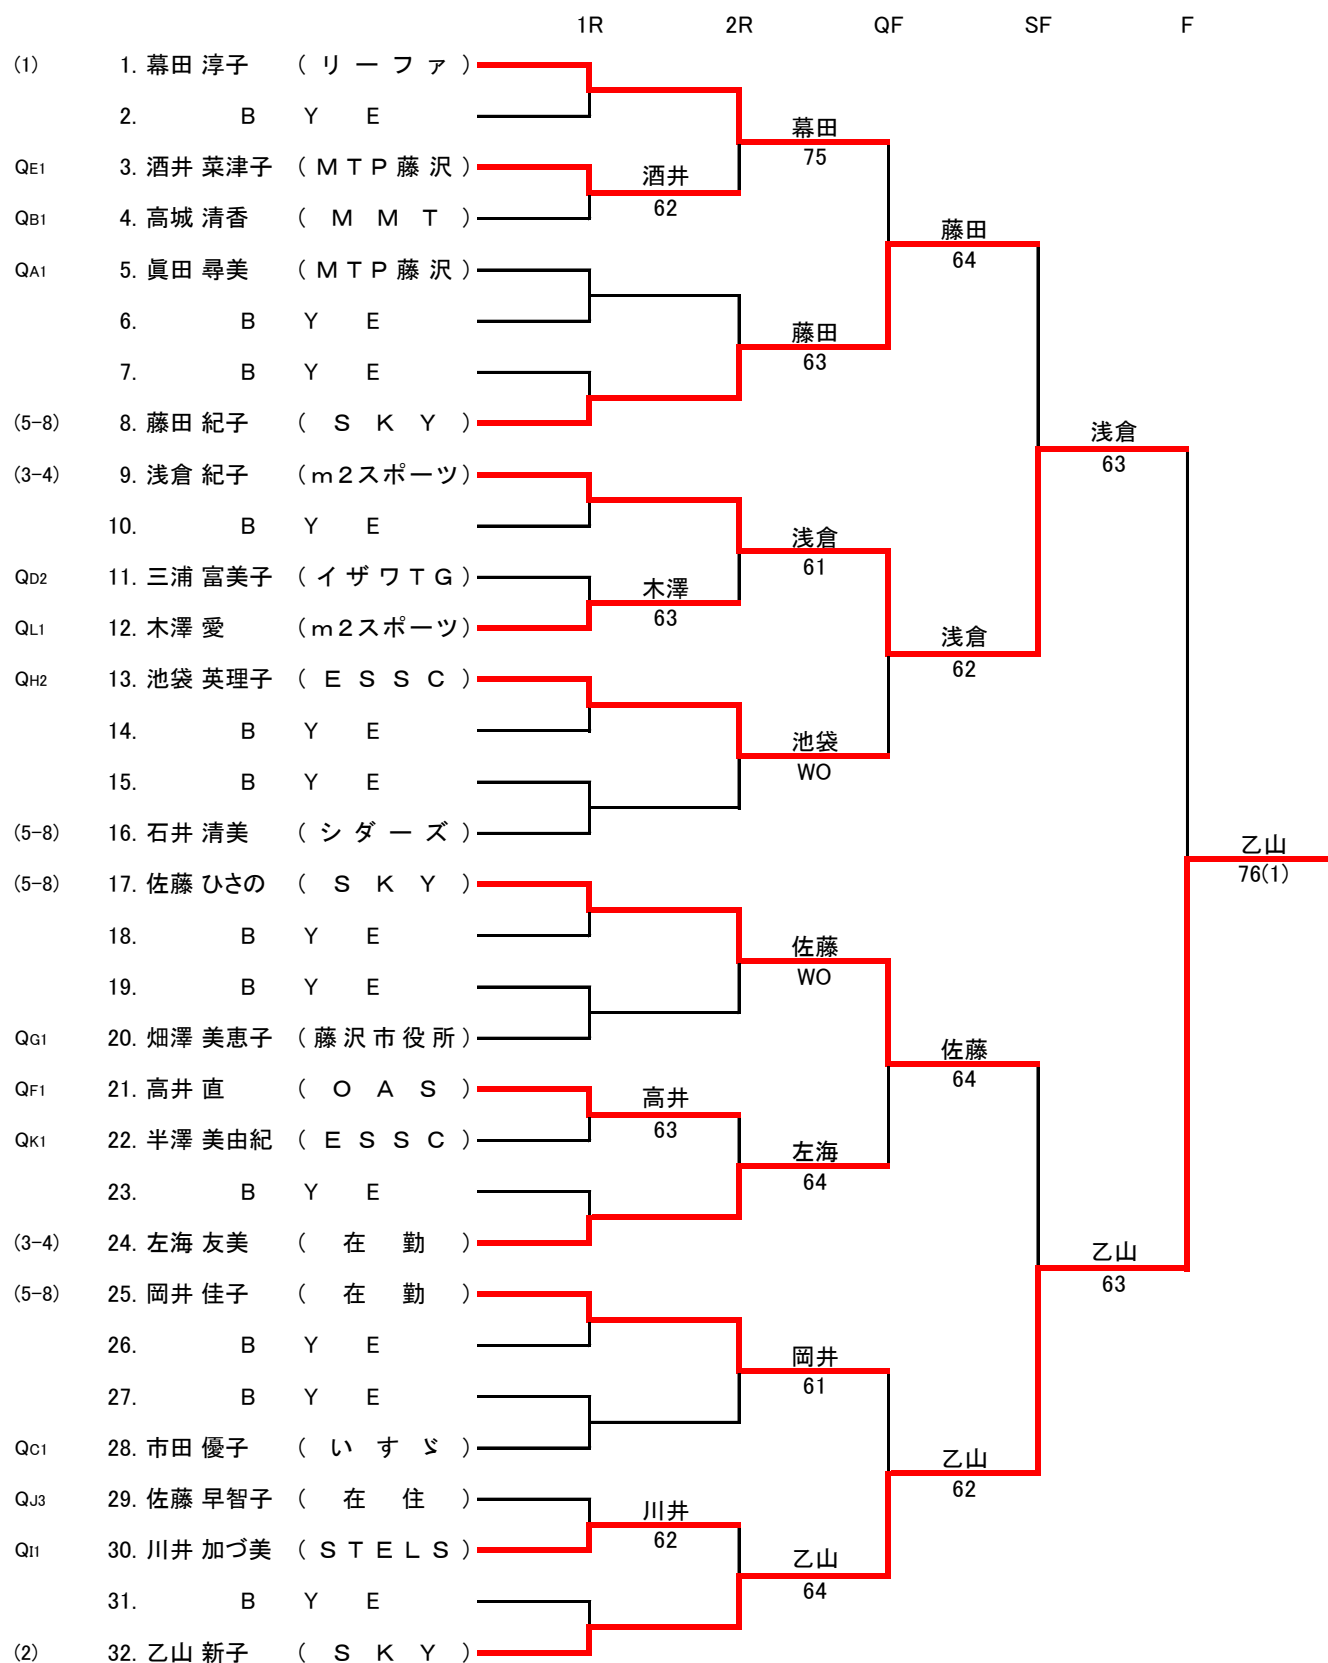 1R 2R QF SF F
(1) 1. 幕田 淳子 (リーファ)
2. B Y E
幕田
75
QE1 3. 酒井 菜津子 (MTP藤沢)
酒井
62
QB1 4. 高城 清香 (MMT)
藤田
64
QA1 5. 眞田 尋美 (MTP藤沢)
6. B Y E
藤田
63
7. B Y E
(5-8) 8. 藤田 紀子 (SKY)
浅倉
63
(3-4) 9. 浅倉 紀子 (m2スポーツ)
10. B Y E
浅倉
61
QD2 11. 三浦 富美子 (イザワTG)
木澤
63
QL1 12. 木澤 愛 (m2スポーツ)
浅倉
62
QH2 13. 池袋 英理子 (ESSC)
14. B Y E
池袋
WO
15. B Y E
(5-8) 16. 石井 清美 (シダーズ)
乙山
76(1)
(5-8) 17. 佐藤 ひさの (SKY)
18. B Y E
佐藤
WO
19. B Y E
QG1 20. 畑澤 美恵子 (藤沢市役所)
佐藤
64
QF1 21. 高井 直 (OAS)
高井
63
QK1 22. 半澤 美由紀 (ESSC)
左海
64
23. B Y E
(3-4) 24. 左海 友美 (在勤)
乙山
63
(5-8) 25. 岡井 佳子 (在勤)
26. B Y E
岡井
61
27. B Y E
QC1 28. 市田 優子 (いすゞ)
乙山
62
QJ3 29. 佐藤 早智子 (在住)
川井
62
QI1 30. 川井 加づ美 (STELS)
乙山
64
31. B Y E
(2) 32. 乙山 新子 (SKY)